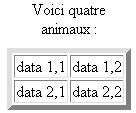 Voici quatre
animaux :
data 1,1 data 1,2
data 2,1 data 2,2